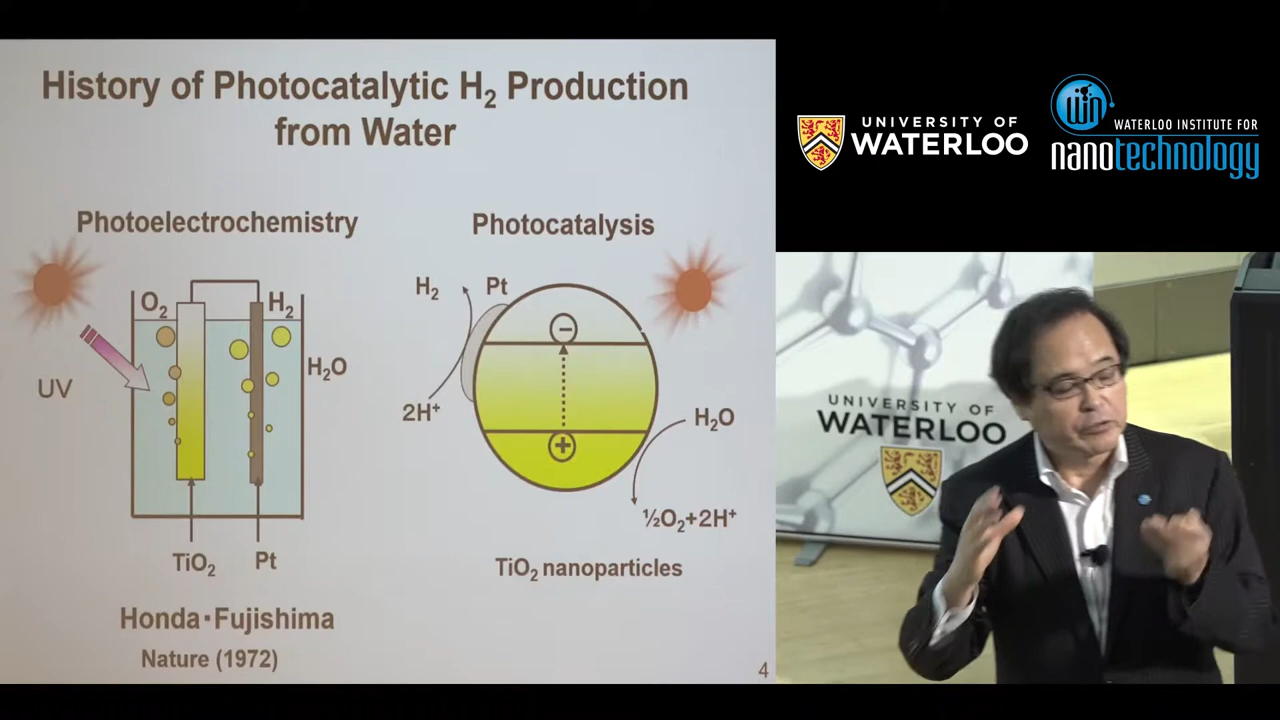 History of Photocatalytic H₂ Production
from Water
Photoelectrochemistry
O₂
H₂
H₂O
UV
TiO₂
Pt
Honda・Fujishima
Nature (1972)
Photocatalysis
H₂
Pt
−
+
2H⁺
H₂O
½O₂+2H⁺
TiO₂ nanoparticles
4
UNIVERSITY OF
WATERLOO
win
WATERLOO INSTITUTE FOR
nanotechnology
UNIVERSITY OF
WATERLOO